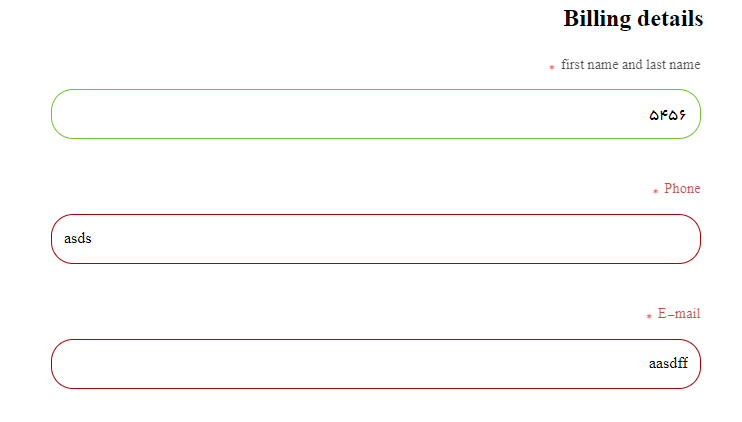 Billing details
first name and last name *
۵۴۵۶
Phone *
asds
E-mail *
aasdff